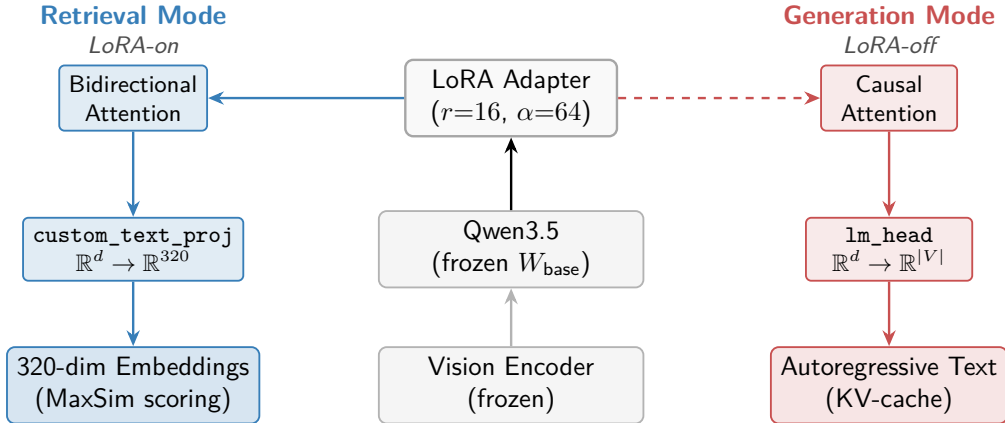 Retrieval Mode
LoRA-on
Bidirectional
Attention
custom_text_proj
ℝ^d → ℝ^320
320-dim Embeddings
(MaxSim scoring)
LoRA Adapter
(r=16, α=64)
Qwen3.5
(frozen W_base)
Vision Encoder
(frozen)
Generation Mode
LoRA-off
Causal
Attention
lm_head
ℝ^d → ℝ^|V|
Autoregressive Text
(KV-cache)